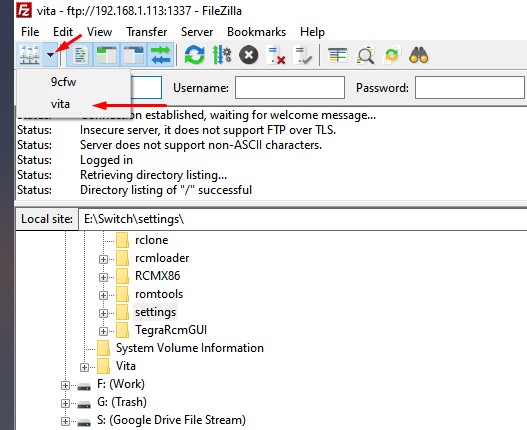 vita - ftp://192.168.1.113:1337 - FileZilla
File Edit View Transfer Server Bookmarks Help
Username: Password:
9cfw
vita
Status: Connection established, waiting for welcome message...
Status: Insecure server, it does not support FTP over TLS.
Status: Server does not support non-ASCII characters.
Status: Logged in
Status: Retrieving directory listing...
Status: Directory listing of "/" successful
Local site: E:\Switch\settings\
rclone
rcmloader
RCMX86
romtools
settings
TegraRcmGUI
System Volume Information
Vita
F: (Work)
G: (Trash)
S: (Google Drive File Stream)